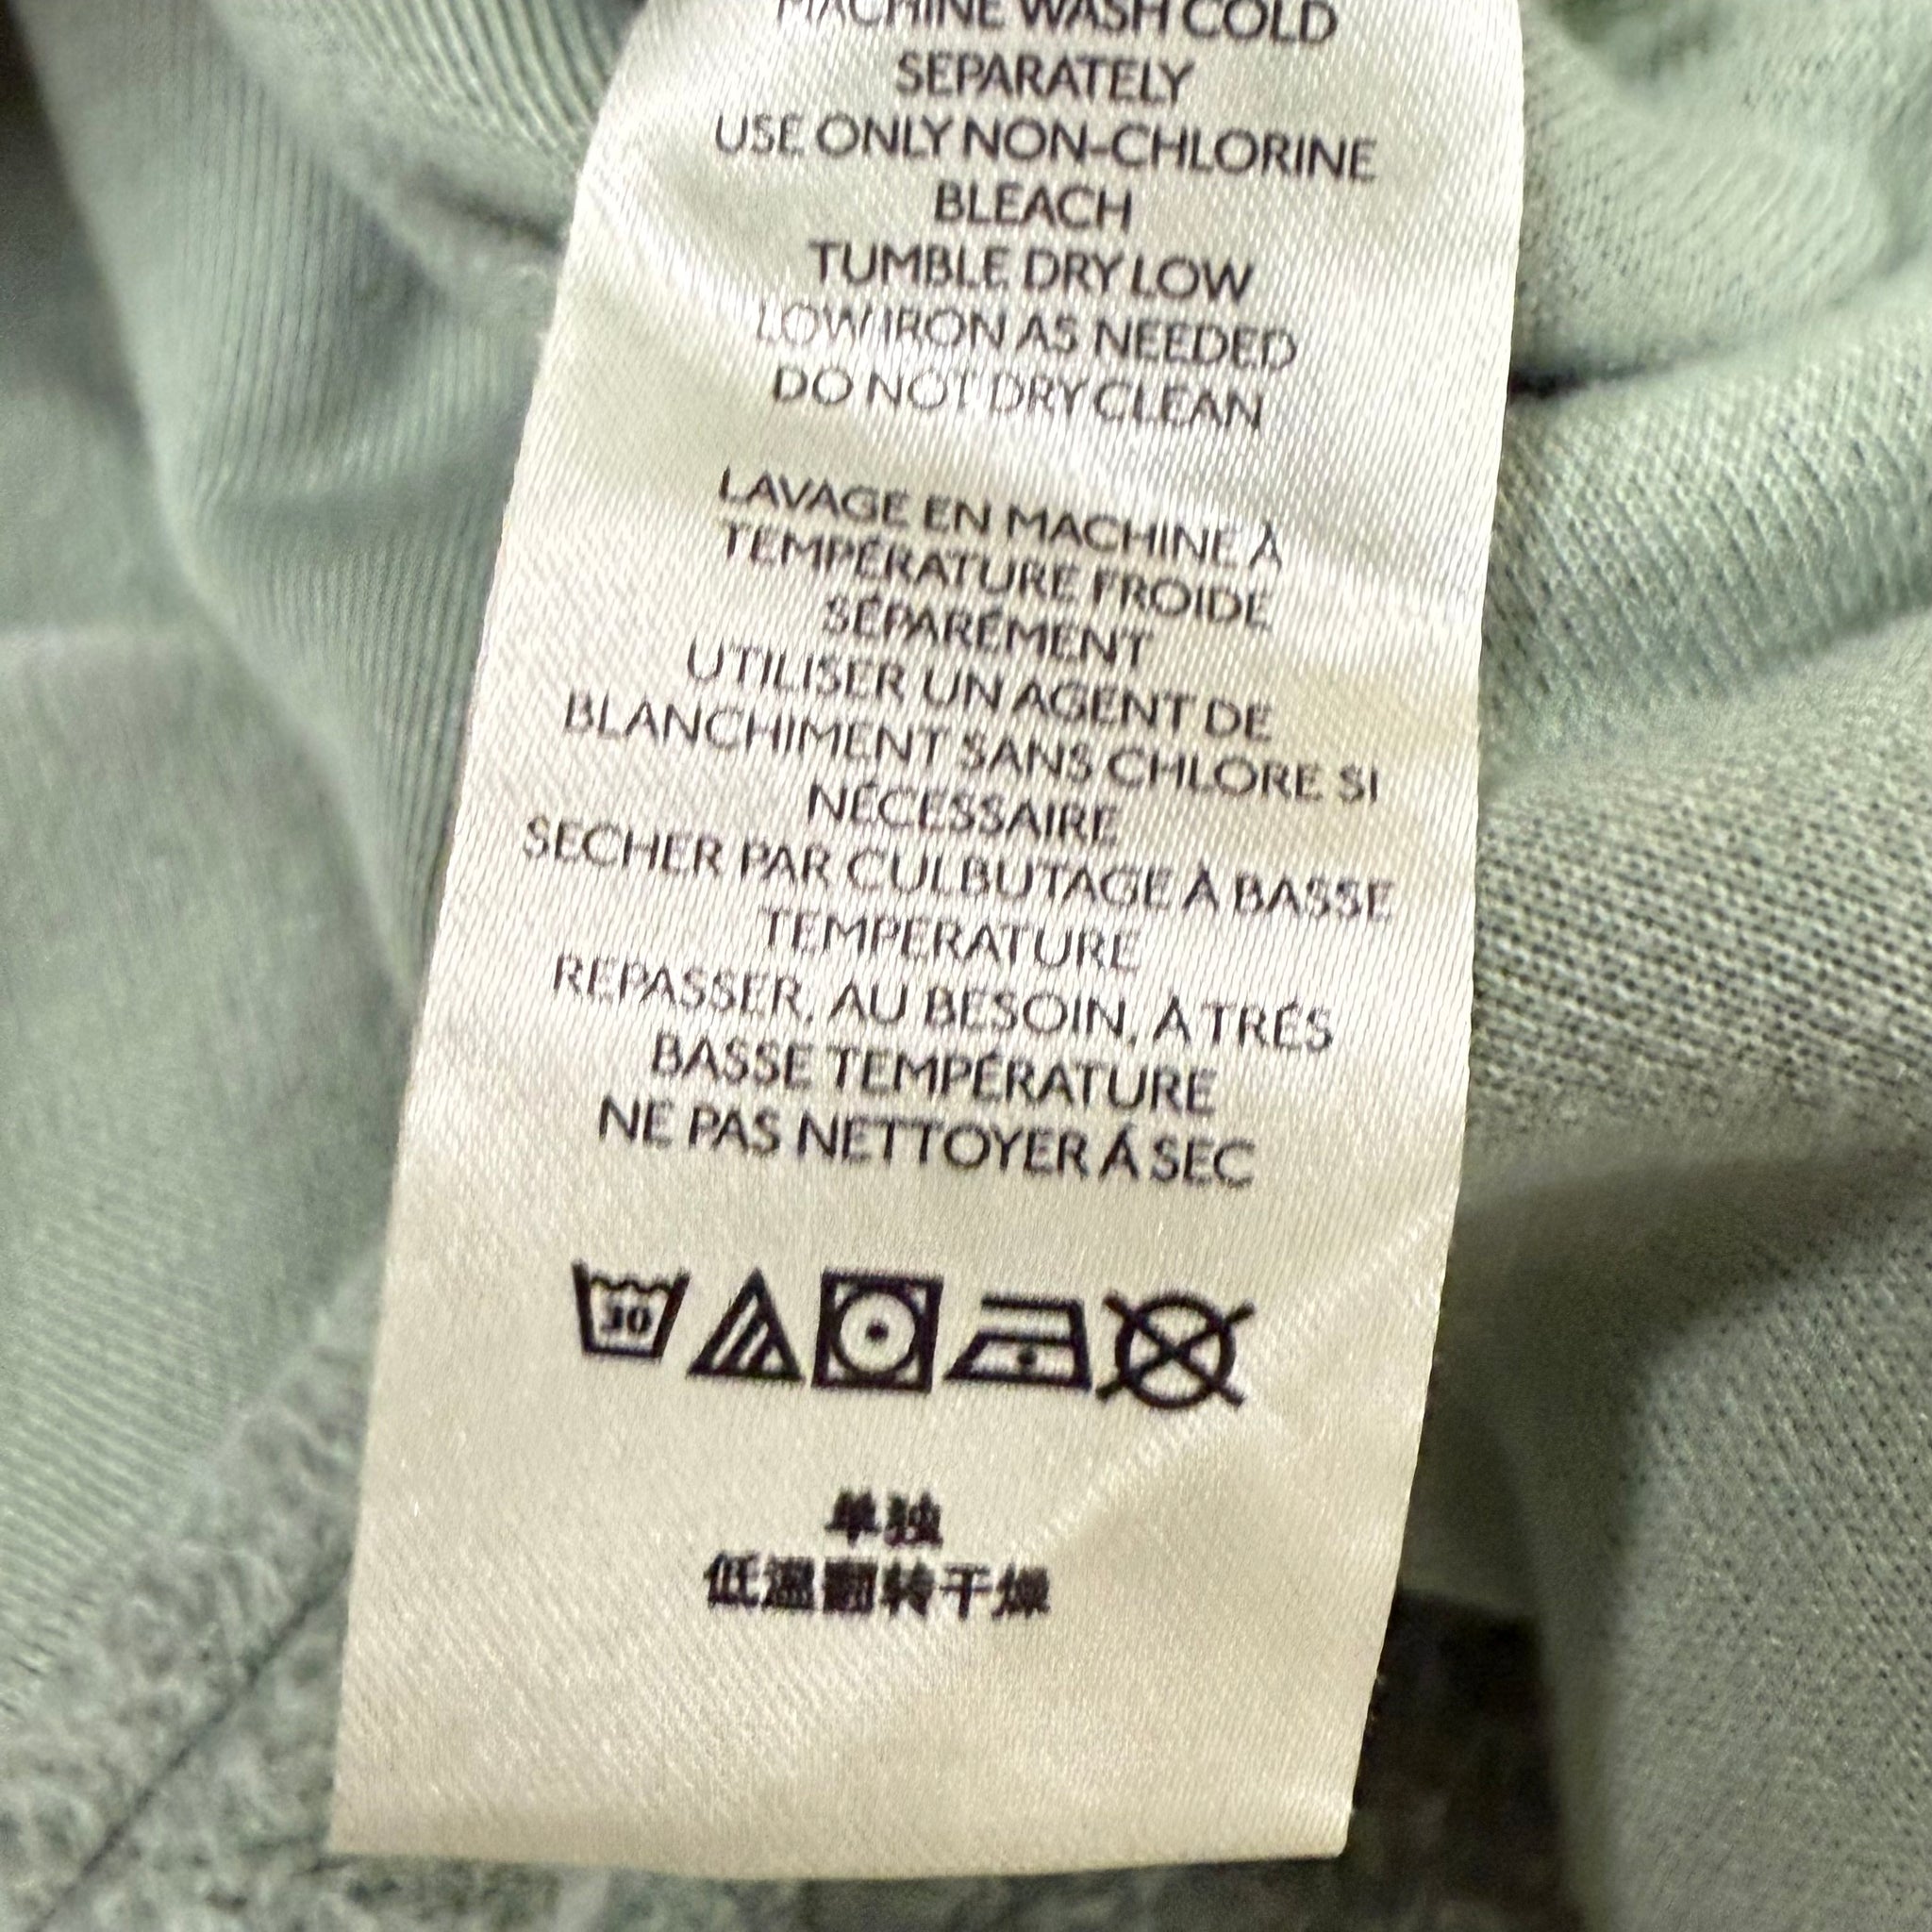 MACHINE WASH COLD
SEPARATELY
USE ONLY NON-CHLORINE
BLEACH
TUMBLE DRY LOW
LOW IRON AS NEEDED
DO NOT DRY CLEAN
LAVAGE EN MACHINE À
TEMPÉRATURE FROIDE
SÉPARÉMENT
UTILISER UN AGENT DE
BLANCHIMENT SANS CHLORE SI
NÉCESSAIRE
SECHER PAR CULBUTAGE À BASSE
TEMPERATURE
REPASSER, AU BESOIN, À TRÉS
BASSE TEMPÉRATURE
NE PAS NETTOYER Á SEC
30
单独
低温翻转干燥